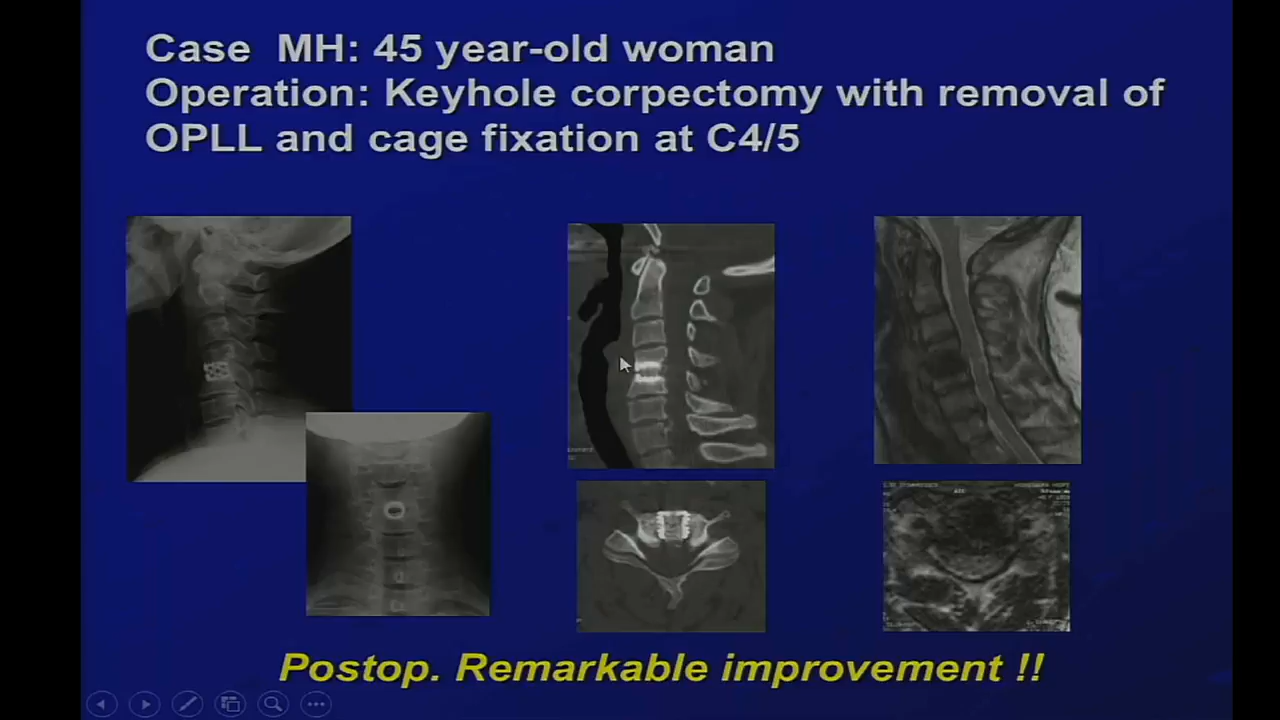 Case MH: 45 year-old woman
Operation: Keyhole corpectomy with removal of
OPLL and cage fixation at C4/5
Postop. Remarkable improvement !!